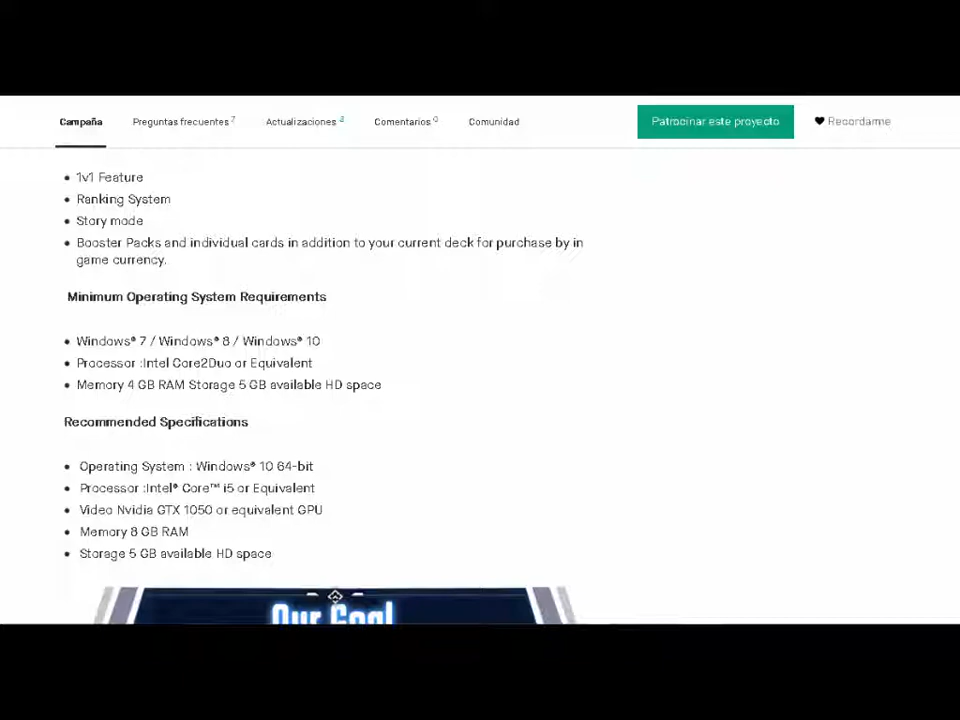 Campaña Preguntas frecuentes 7 Actualizaciones 8 Comentarios 0 Comunidad Patrocinar este proyecto Recordarme
1v1 Feature
Ranking System
Story mode
Booster Packs and individual cards in addition to your current deck for purchase by in
game currency.
Minimum Operating System Requirements
Windows® 7 / Windows® 8 / Windows® 10
Processor :Intel Core2Duo or Equivalent
Memory 4 GB RAM Storage 5 GB available HD space
Recommended Specifications
Operating System : Windows® 10 64-bit
Processor :Intel® Core™ i5 or Equivalent
Video Nvidia GTX 1050 or equivalent GPU
Memory 8 GB RAM
Storage 5 GB available HD space
Our Goal